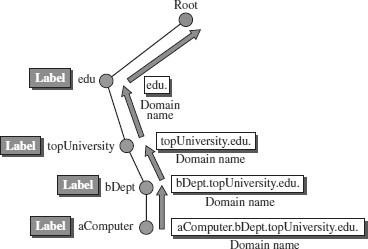 Root
Label edu edu.
Domain
name
Label topUniversity topUniversity.edu.
Domain name
Label bDept bDept.topUniversity.edu.
Domain name
Label aComputer aComputer.bDept.topUniversity.edu.
Domain name